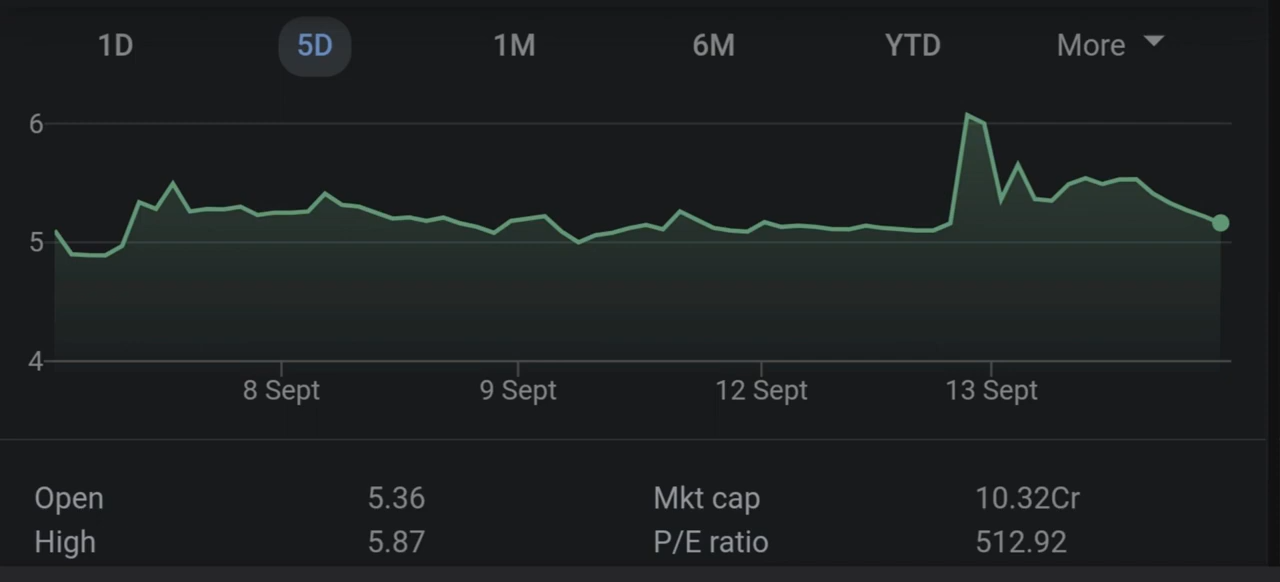 1D 5D 1M 6M YTD More
6
5
4
8 Sept 9 Sept 12 Sept 13 Sept
Open 5.36 Mkt cap 10.32Cr
High 5.87 P/E ratio 512.92